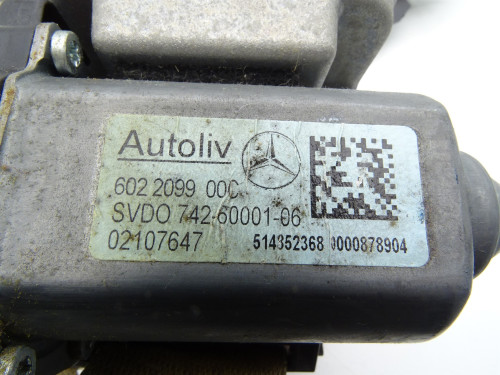 Autoliv
602 2099 00C
SVDO 742-60001-06
02107647
514352368 0000878904